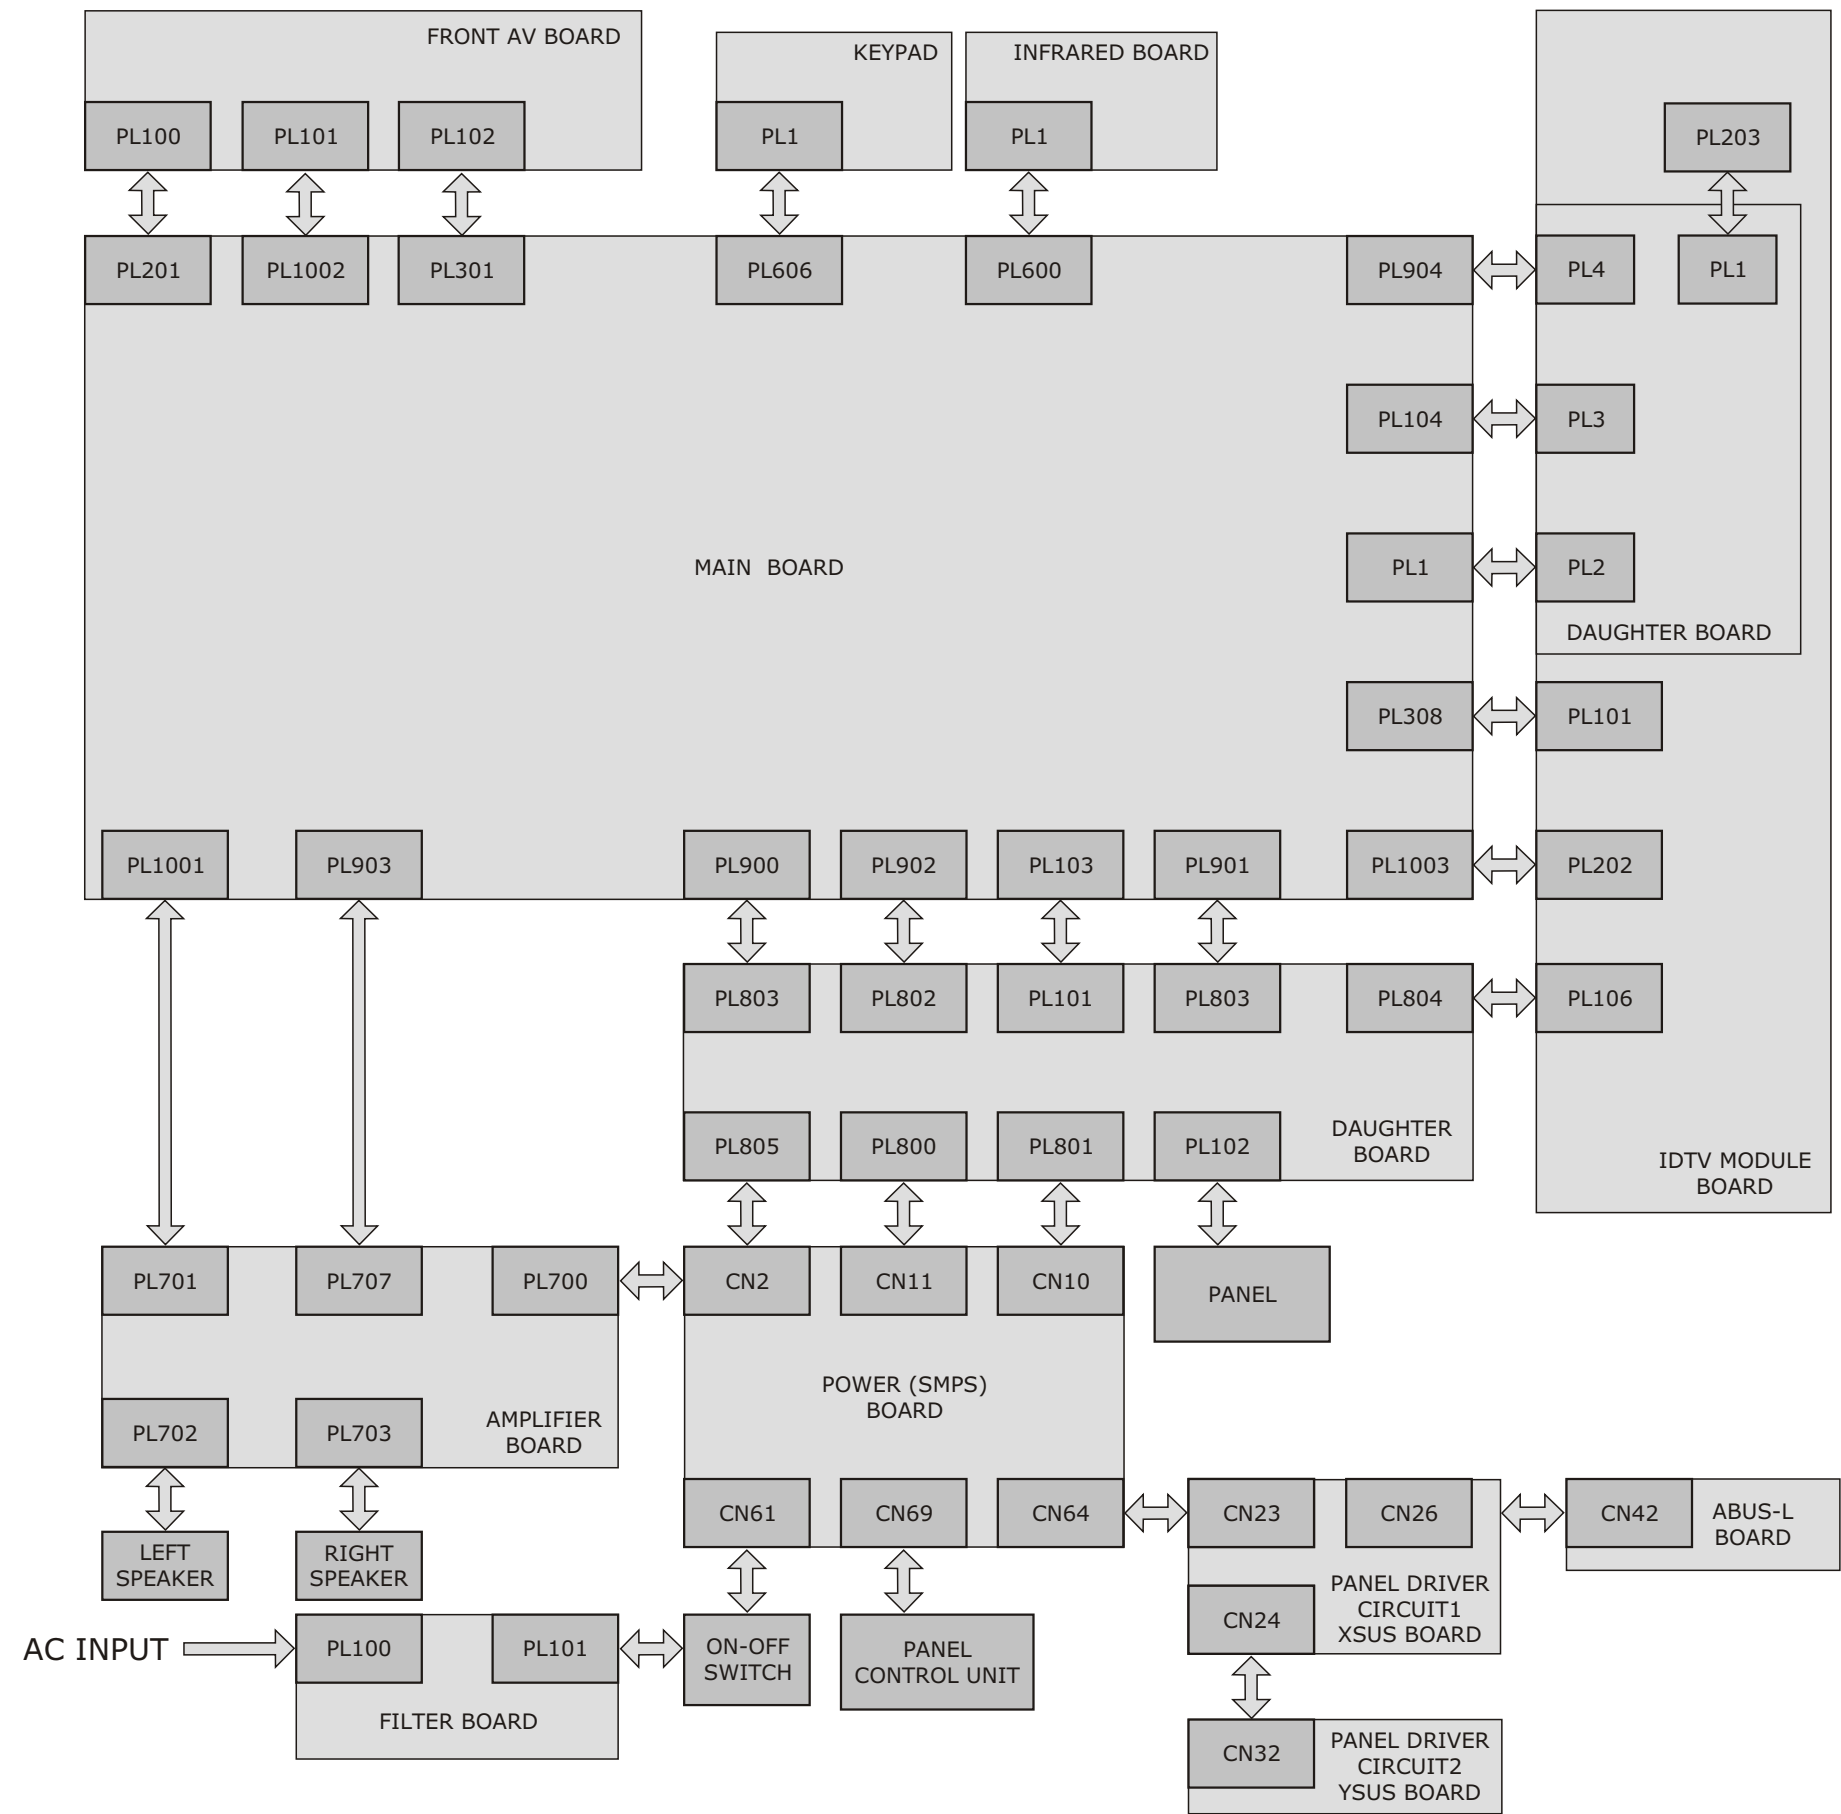 FRONT AV BOARD
KEYPAD
INFRARED BOARD
PL100
PL101
PL102
PL1
PL1
PL203
PL201
PL1002
PL301
PL606
PL600
PL904
PL4
PL1
PL104
PL3
MAIN BOARD
PL1
PL2
DAUGHTER BOARD
PL308
PL101
PL1001
PL903
PL900
PL902
PL103
PL901
PL1003
PL202
PL803
PL802
PL101
PL803
PL804
PL106
PL805
PL800
PL801
PL102
DAUGHTER
BOARD
IDTV MODULE
BOARD
PL701
PL707
PL700
CN2
CN11
CN10
PANEL
POWER (SMPS)
BOARD
PL702
PL703
AMPLIFIER
BOARD
CN61
CN69
CN64
CN23
CN26
CN42
ABUS-L
BOARD
LEFT
SPEAKER
RIGHT
SPEAKER
PANEL DRIVER
CIRCUIT1
XSUS BOARD
CN24
AC INPUT
PL100
PL101
ON-OFF
SWITCH
PANEL
CONTROL UNIT
FILTER BOARD
CN32
PANEL DRIVER
CIRCUIT2
YSUS BOARD